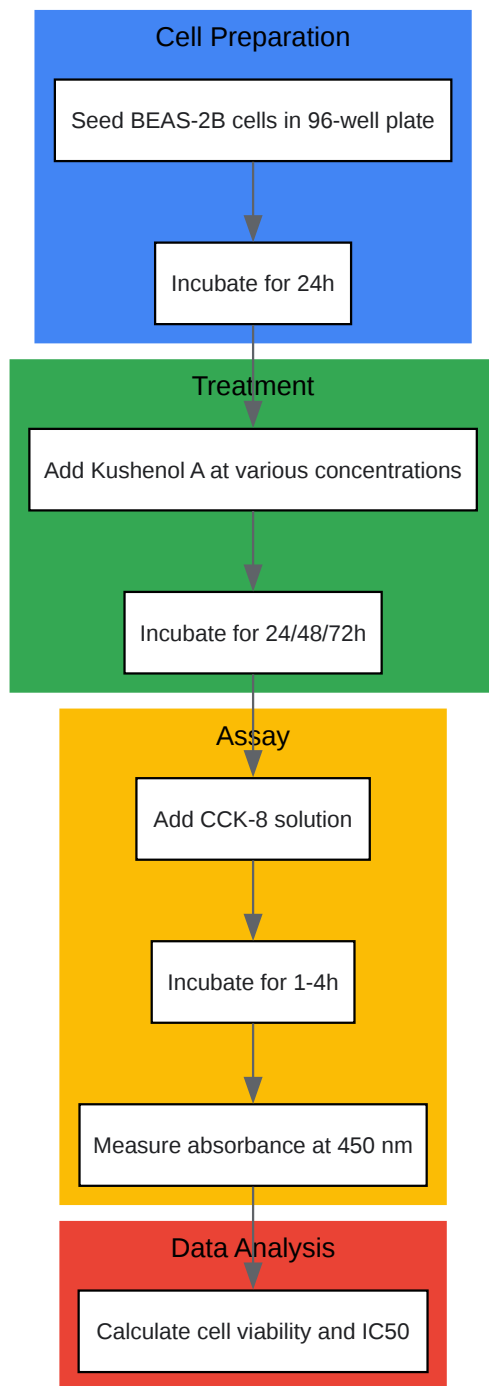 Cell Preparation
Seed BEAS-2B cells in 96-well plate
Incubate for 24h
Treatment
Add Kushenol A at various concentrations
Incubate for 24/48/72h
Assay
Add CCK-8 solution
Incubate for 1-4h
Measure absorbance at 450 nm
Data Analysis
Calculate cell viability and IC50